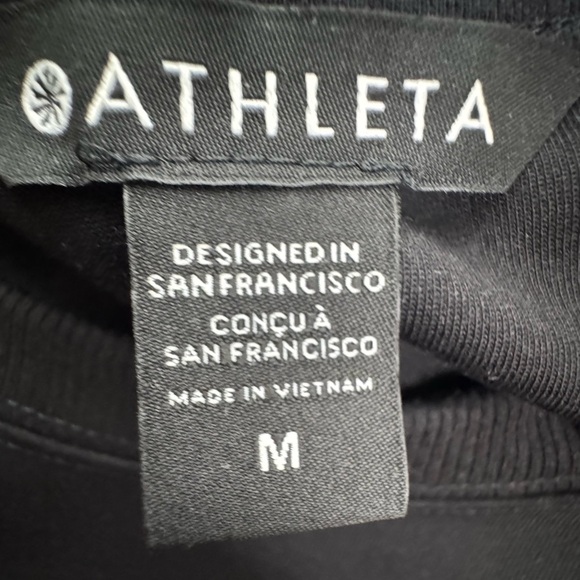 ATHLETA
DESIGNED IN
SAN FRANCISCO
CONÇU À
SAN FRANCISCO
MADE IN VIETNAM
M